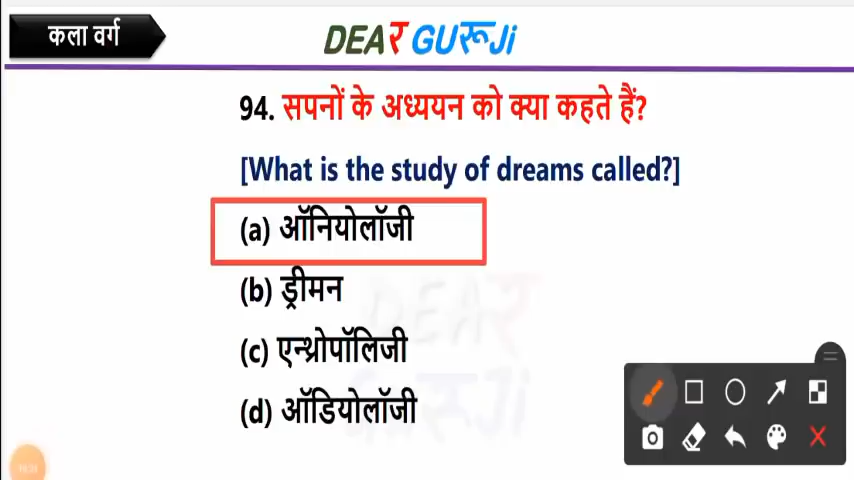 कला वर्ग
DEAR GURUJi
94. सपनों के अध्ययन को क्या कहते हैं?
[What is the study of dreams called?]
(a) ऑनियोलॉजी
(b) ड्रीमन
(c) एन्थ्रोपॉलिजी
(d) ऑडियोलॉजी